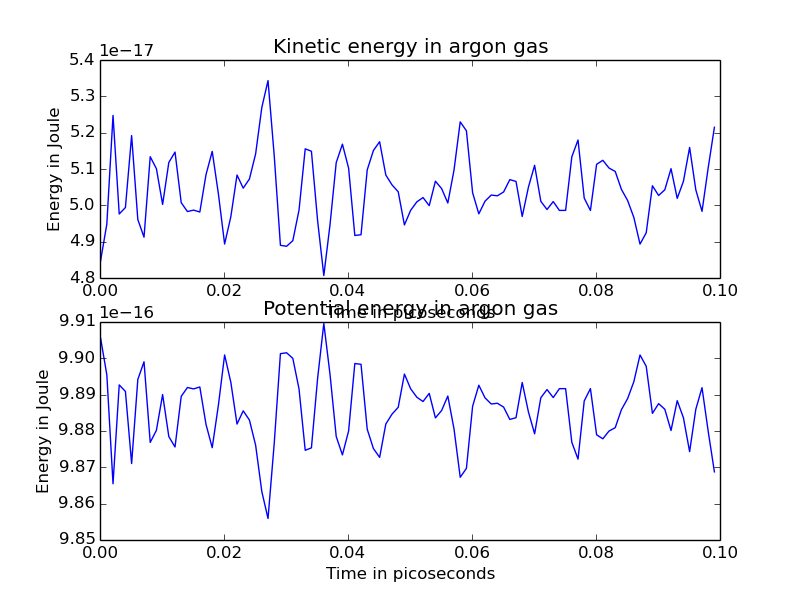 Kinetic energy in argon gas
1e−17
5.4
5.3
5.2
5.1
5.0
4.9
4.8
Energy in Joule
0.00 0.02 0.04 0.06 0.08 0.10
Time in picoseconds
Potential energy in argon gas
1e−16
9.91
9.90
9.89
9.88
9.87
9.86
9.85
Energy in Joule
0.00 0.02 0.04 0.06 0.08 0.10
Time in picoseconds